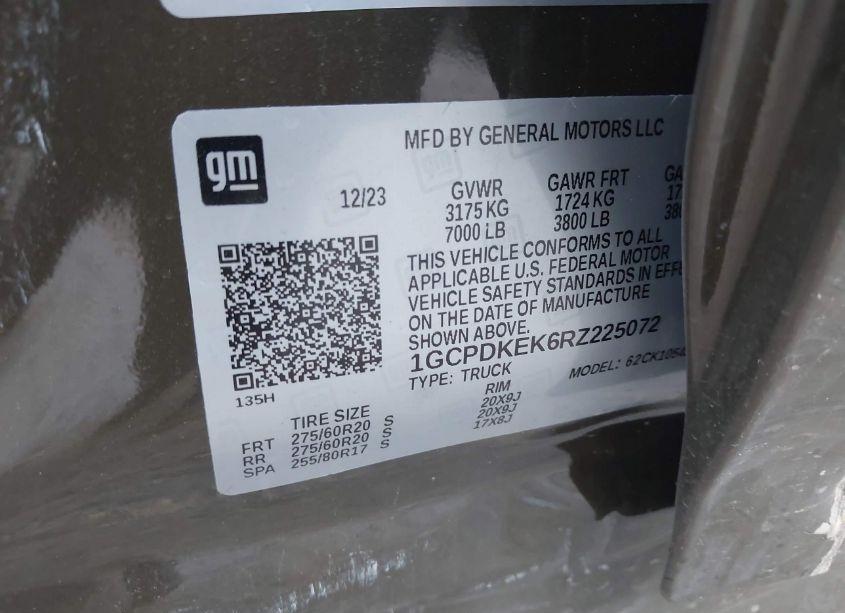 gm
MFD BY GENERAL MOTORS LLC
12/23
GVWR GAWR FRT
3175 KG 1724 KG
7000 LB 3800 LB
THIS VEHICLE CONFORMS TO ALL
APPLICABLE U.S. FEDERAL MOTOR
VEHICLE SAFETY STANDARDS IN
ON THE DATE OF MANUFACTURE
SHOWN ABOVE.
1GCPDKEK6RZ225072
TYPE: TRUCK MODEL:
135H
TIRE SIZE RIM
FRT 275/60R20 S 20X9J
RR 275/60R20 S 20X9J
SPA 255/80R17 S 17X8J